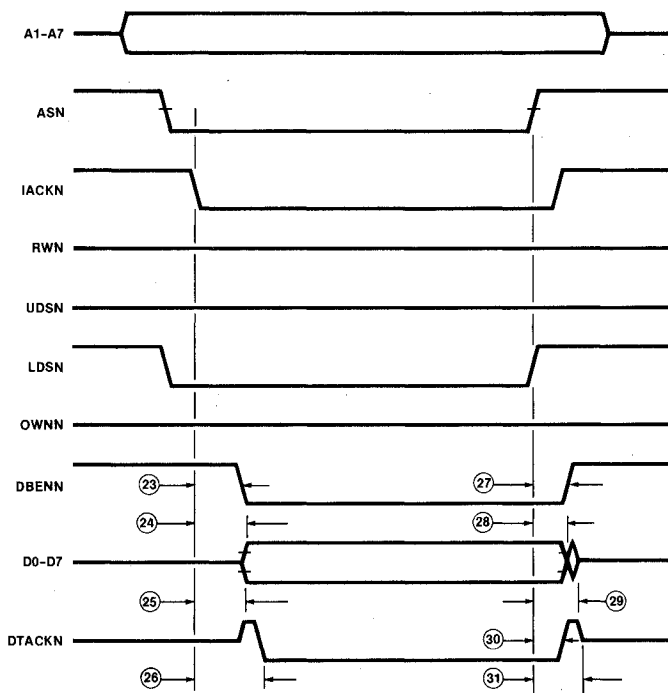 A1-A7
ASN
IACKN
RWN
UDSN
LDSN
OWNN
DBENN
23
27
24
28
D0-D7
25
29
DTACKN
30
26
31